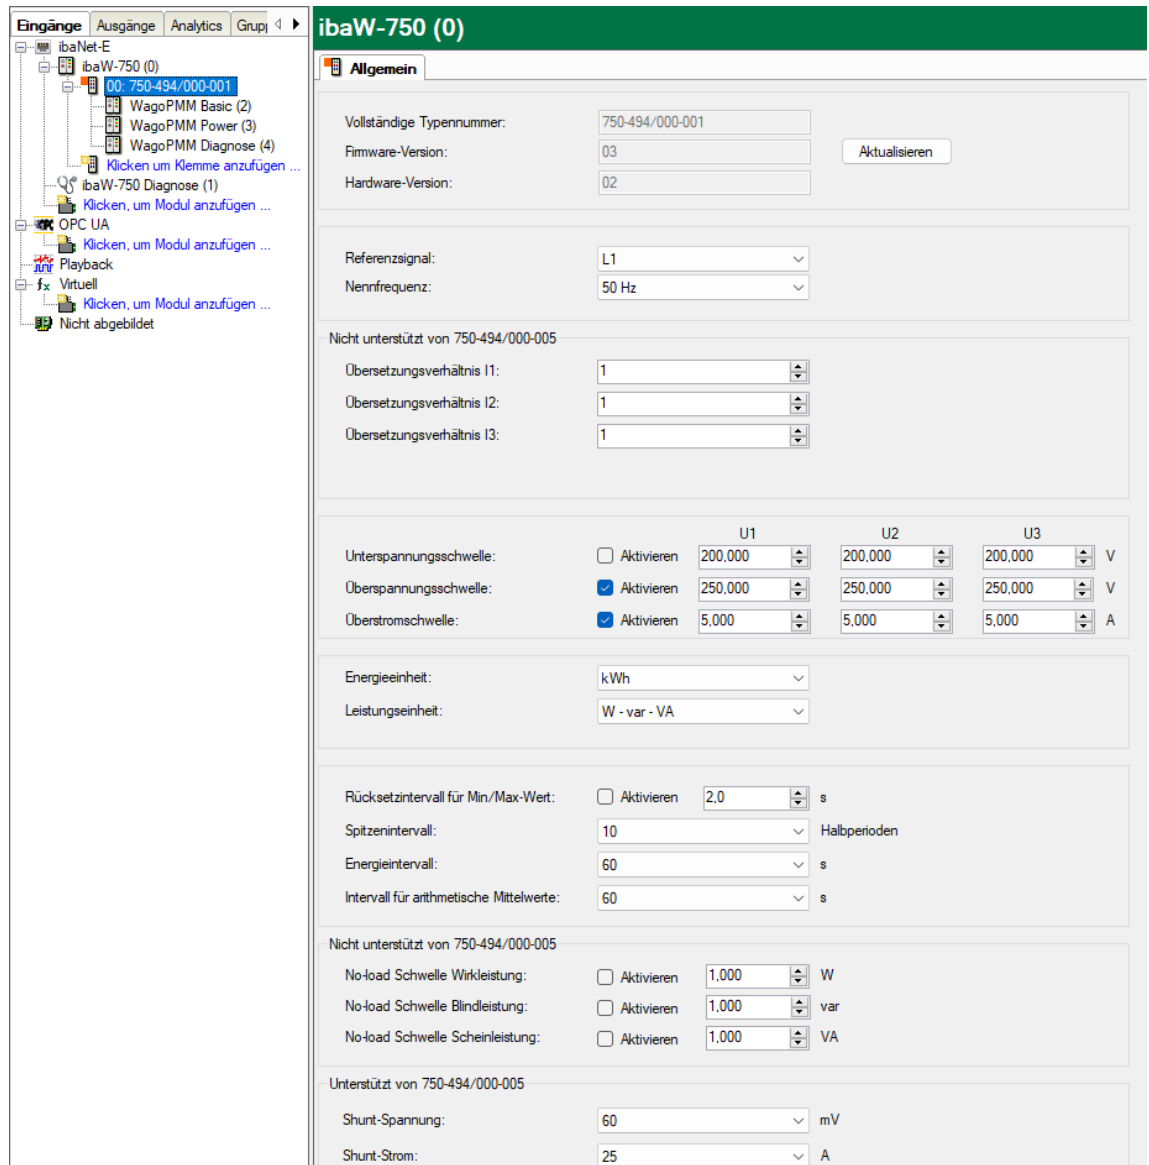 Eingänge Ausgänge Analytics Grup
ibaNet-E
ibaW-750 (0)
00: 750-494/000-001
WagoPMM Basic (2)
WagoPMM Power (3)
WagoPMM Diagnose (4)
Klicken um Klemme anzufügen ...
ibaW-750 Diagnose (1)
Klicken, um Modul anzufügen ...
OPC UA
Klicken, um Modul anzufügen ...
Playback
Virtuell
Klicken, um Modul anzufügen ...
Nicht abgebildet
ibaW-750 (0)
Allgemein
Vollständige Typennummer: 750-494/000-001
Firmware-Version: 03 Aktualisieren
Hardware-Version: 02
Referenzsignal: L1
Nennfrequenz: 50 Hz
Nicht unterstützt von 750-494/000-005
Übersetzungsverhältnis I1: 1
Übersetzungsverhältnis I2: 1
Übersetzungsverhältnis I3: 1
U1 U2 U3
Unterspannungsschwelle: Aktivieren 200,000 200,000 200,000 V
Überspannungsschwelle: Aktivieren 250,000 250,000 250,000 V
Überstromschwelle: Aktivieren 5,000 5,000 5,000 A
Energieeinheit: kWh
Leistungseinheit: W - var - VA
Rücksetzintervall für Min/Max-Wert: Aktivieren 2,0 s
Spitzenintervall: 10 Halbperioden
Energieintervall: 60 s
Intervall für arithmetische Mittelwerte: 60 s
Nicht unterstützt von 750-494/000-005
No-load Schwelle Wirkleistung: Aktivieren 1,000 W
No-load Schwelle Blindleistung: Aktivieren 1,000 var
No-load Schwelle Scheinleistung: Aktivieren 1,000 VA
Unterstützt von 750-494/000-005
Shunt-Spannung: 60 mV
Shunt-Strom: 25 A